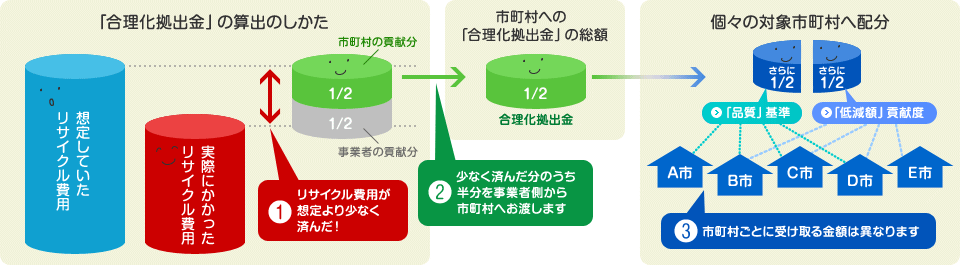 「合理化拠出金」の算出のしかた
想定していた
リサイクル費用
実際にかかった
リサイクル費用
市町村の貢献分
1/2
1/2
事業者の貢献分
1 リサイクル費用が
想定より少なく
済んだ！
市町村への
「合理化拠出金」の総額
1/2
合理化拠出金
2 少なく済んだ分のうち
半分を事業者側から
市町村へお渡します
個々の対象市町村へ配分
さらに
1/2
さらに
1/2
「品質」基準
「低減額」貢献度
A市
B市
C市
D市
E市
3 市町村ごとに受け取る金額は異なります